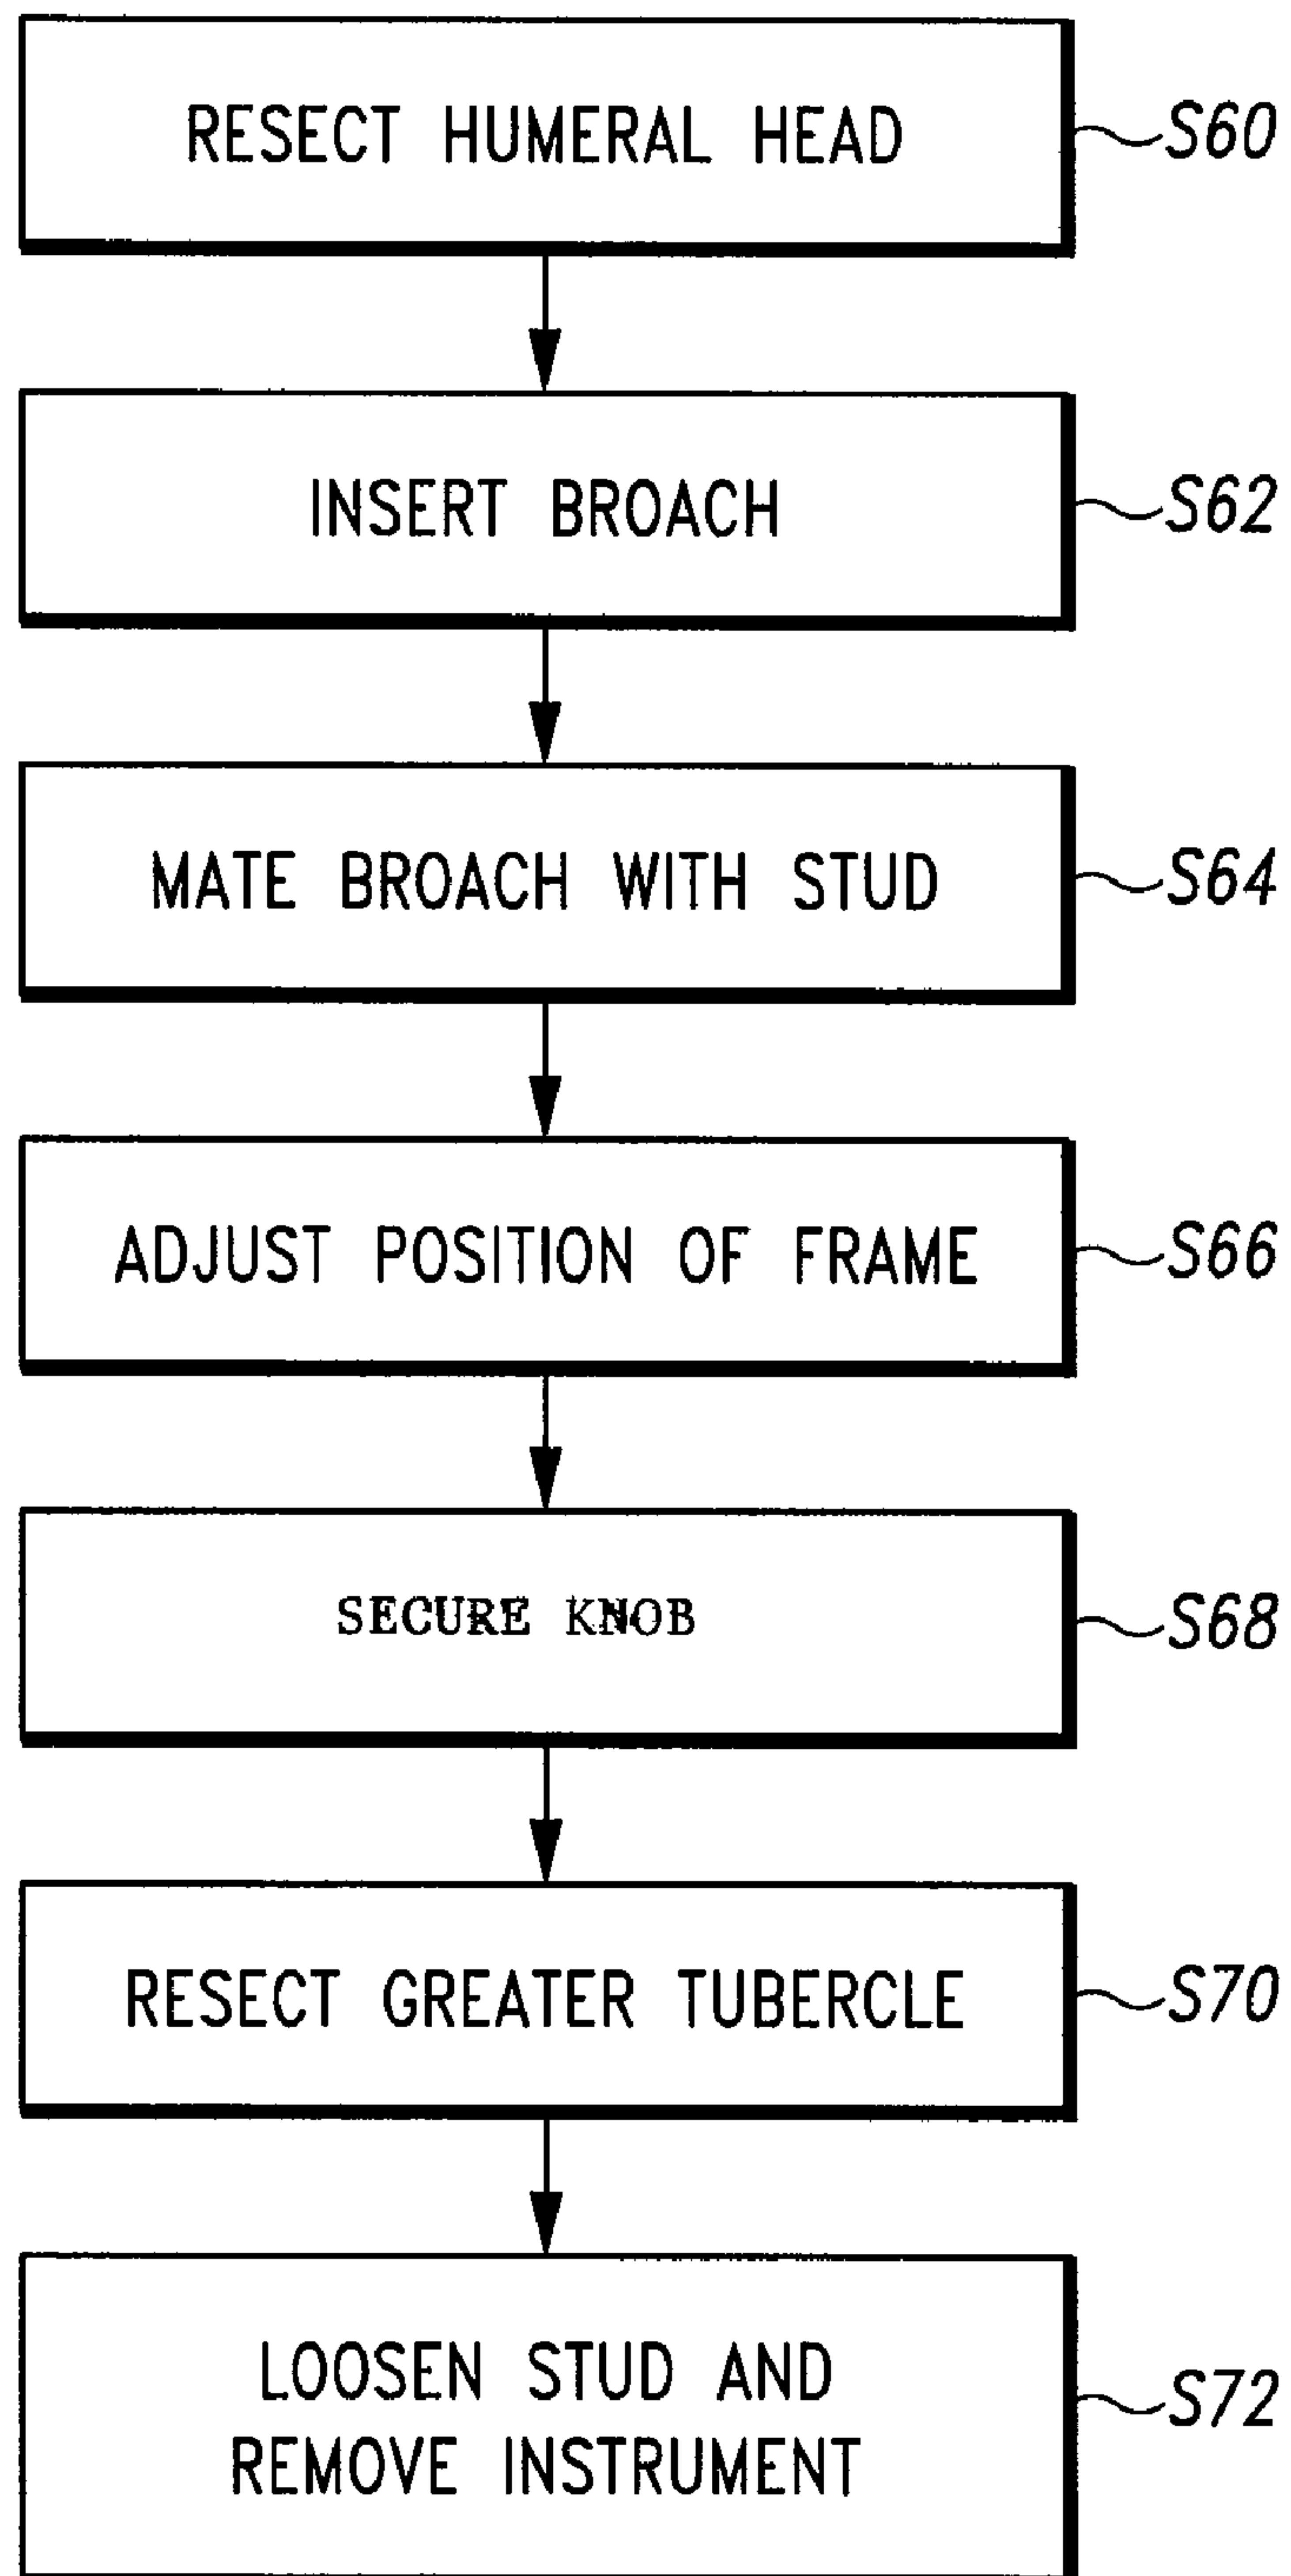 RESECT HUMERAL HEAD
S60
INSERT BROACH
S62
MATE BROACH WITH STUD
S64
ADJUST POSITION OF FRAME
S66
SECURE KNOB
S68
RESECT GREATER TUBERCLE
S70
LOOSEN STUD AND
REMOVE INSTRUMENT
S72